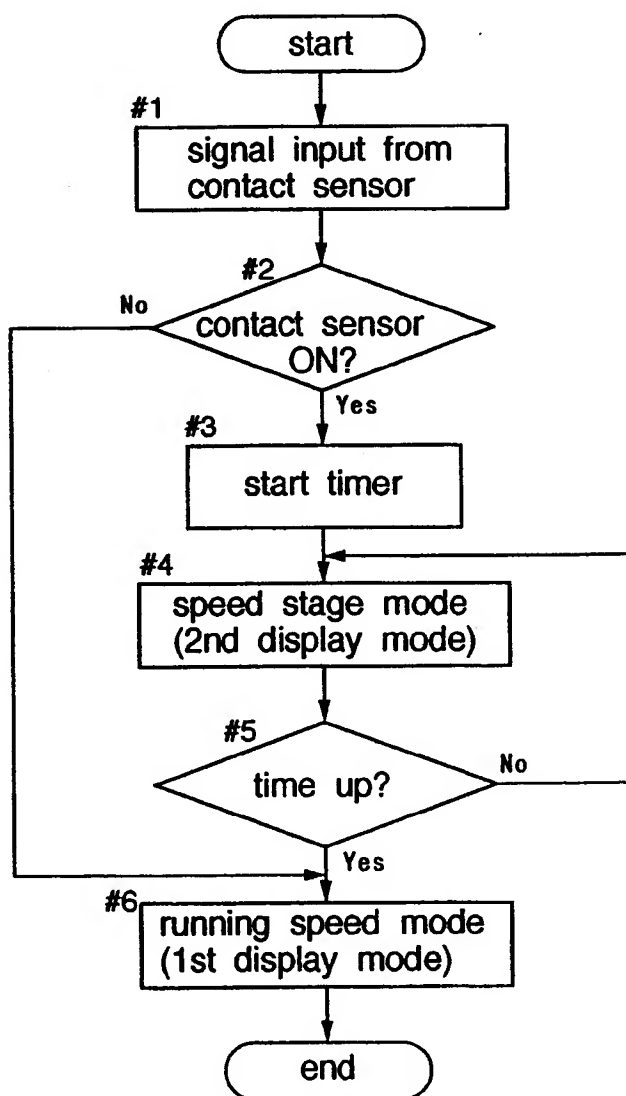 start
#1
signal input from
contact sensor
#2
No
contact sensor
ON?
Yes
#3
start timer
#4
speed stage mode
(2nd display mode)
#5
time up?
No
Yes
#6
running speed mode
(1st display mode)
end